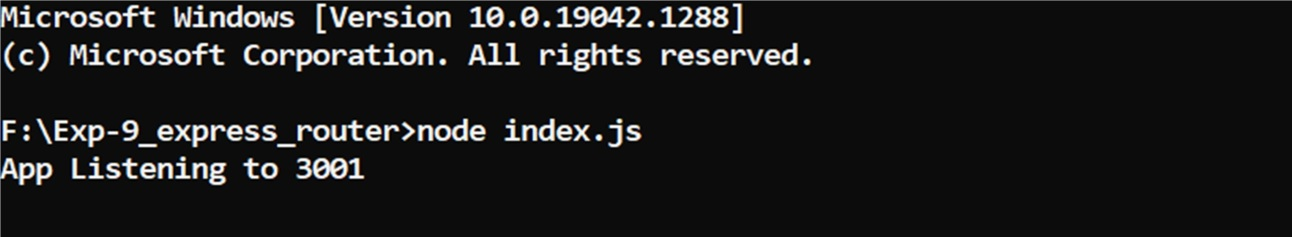 Microsoft Windows [Version 10.0.19042.1288]
(c) Microsoft Corporation. All rights reserved.
F:\Exp-9_express_router>node index.js
App Listening to 3001